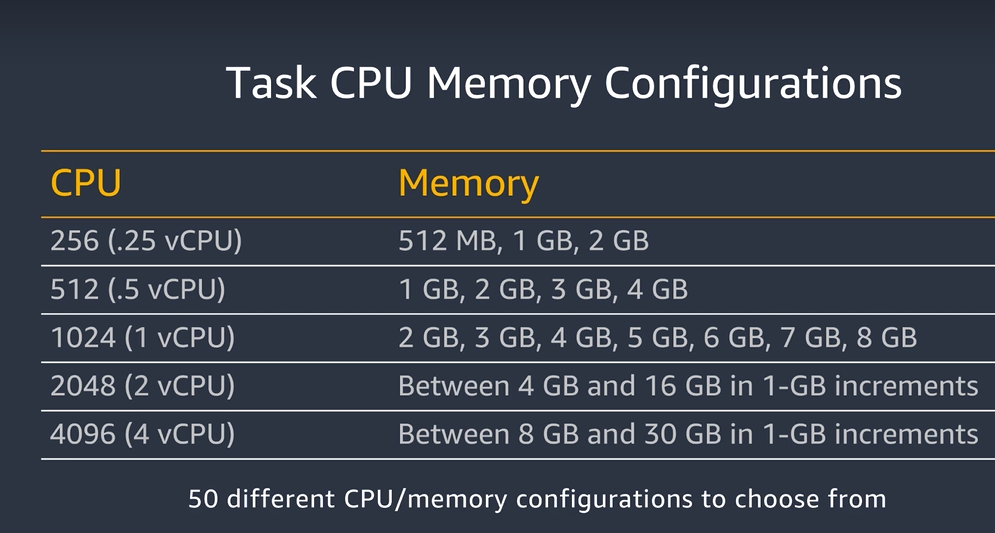 Task CPU Memory Configurations
CPU Memory
256 (.25 vCPU) 512 MB, 1 GB, 2 GB
512 (.5 vCPU) 1 GB, 2 GB, 3 GB, 4 GB
1024 (1 vCPU) 2 GB, 3 GB, 4 GB, 5 GB, 6 GB, 7 GB, 8 GB
2048 (2 vCPU) Between 4 GB and 16 GB in 1-GB increments
4096 (4 vCPU) Between 8 GB and 30 GB in 1-GB increments
50 different CPU/memory configurations to choose from